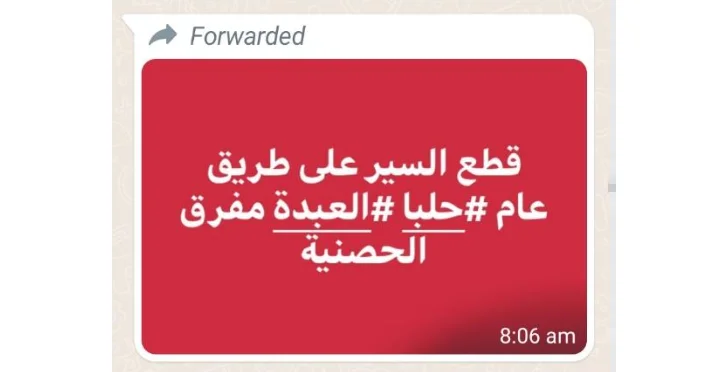 Forwarded
قطع السير على طريق
عام #حلبا #العبدة مفرق
الحصنية
8:06 am